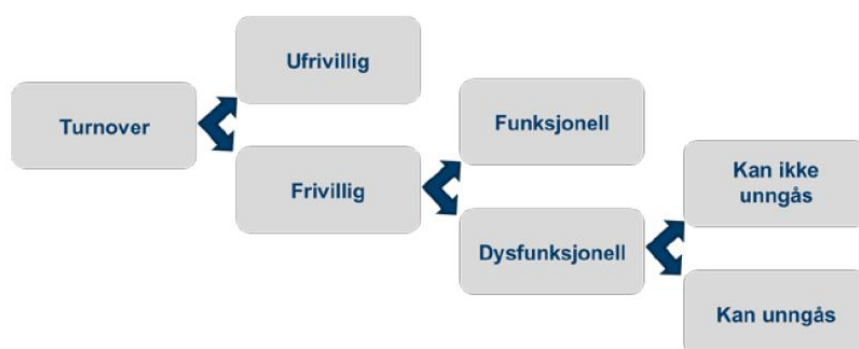 Turnover
Ufrivillig
Frivillig
Funksjonell
Dysfunksjonell
Kan ikke
unngås
Kan unngås